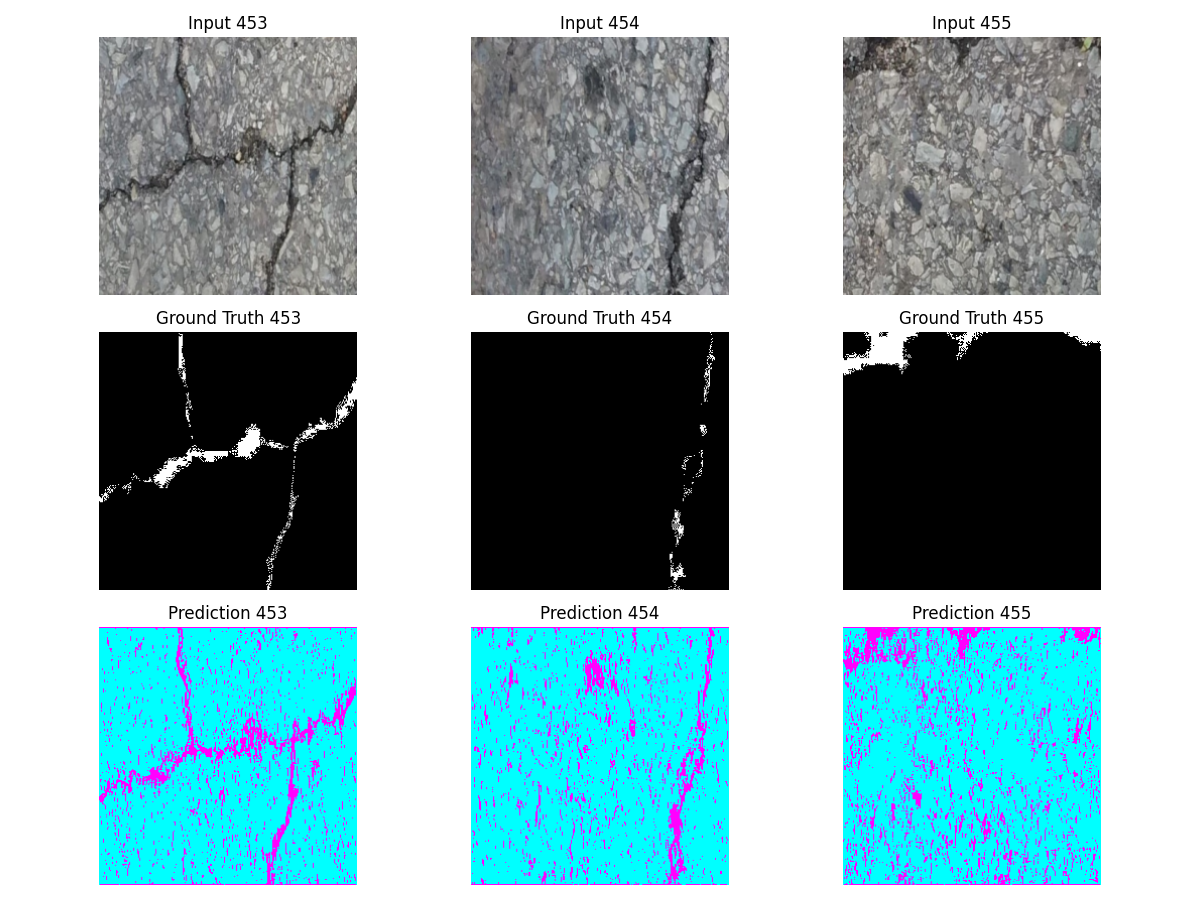 Input 453
Input 454
Input 455
Ground Truth 453
Ground Truth 454
Ground Truth 455
Prediction 453
Prediction 454
Prediction 455